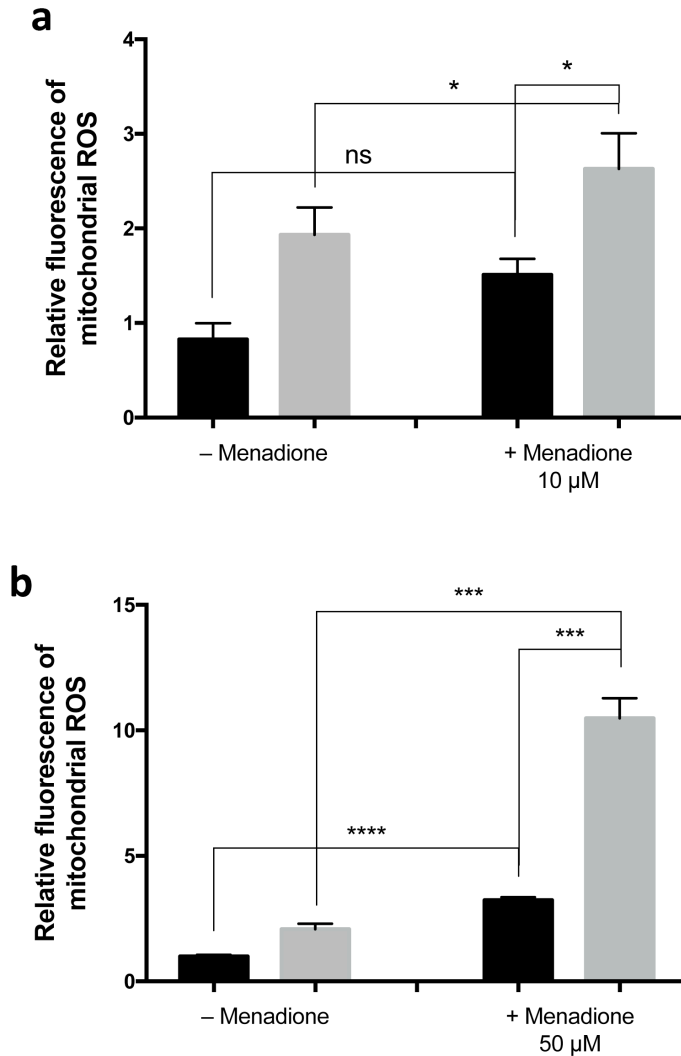 a
Relative fluorescence of
mitochondrial ROS
4
3
2
1
0
*
*
ns
– Menadione
+ Menadione
10 µM
b
Relative fluorescence of
mitochondrial ROS
15
10
5
0
***
***
****
– Menadione
+ Menadione
50 µM